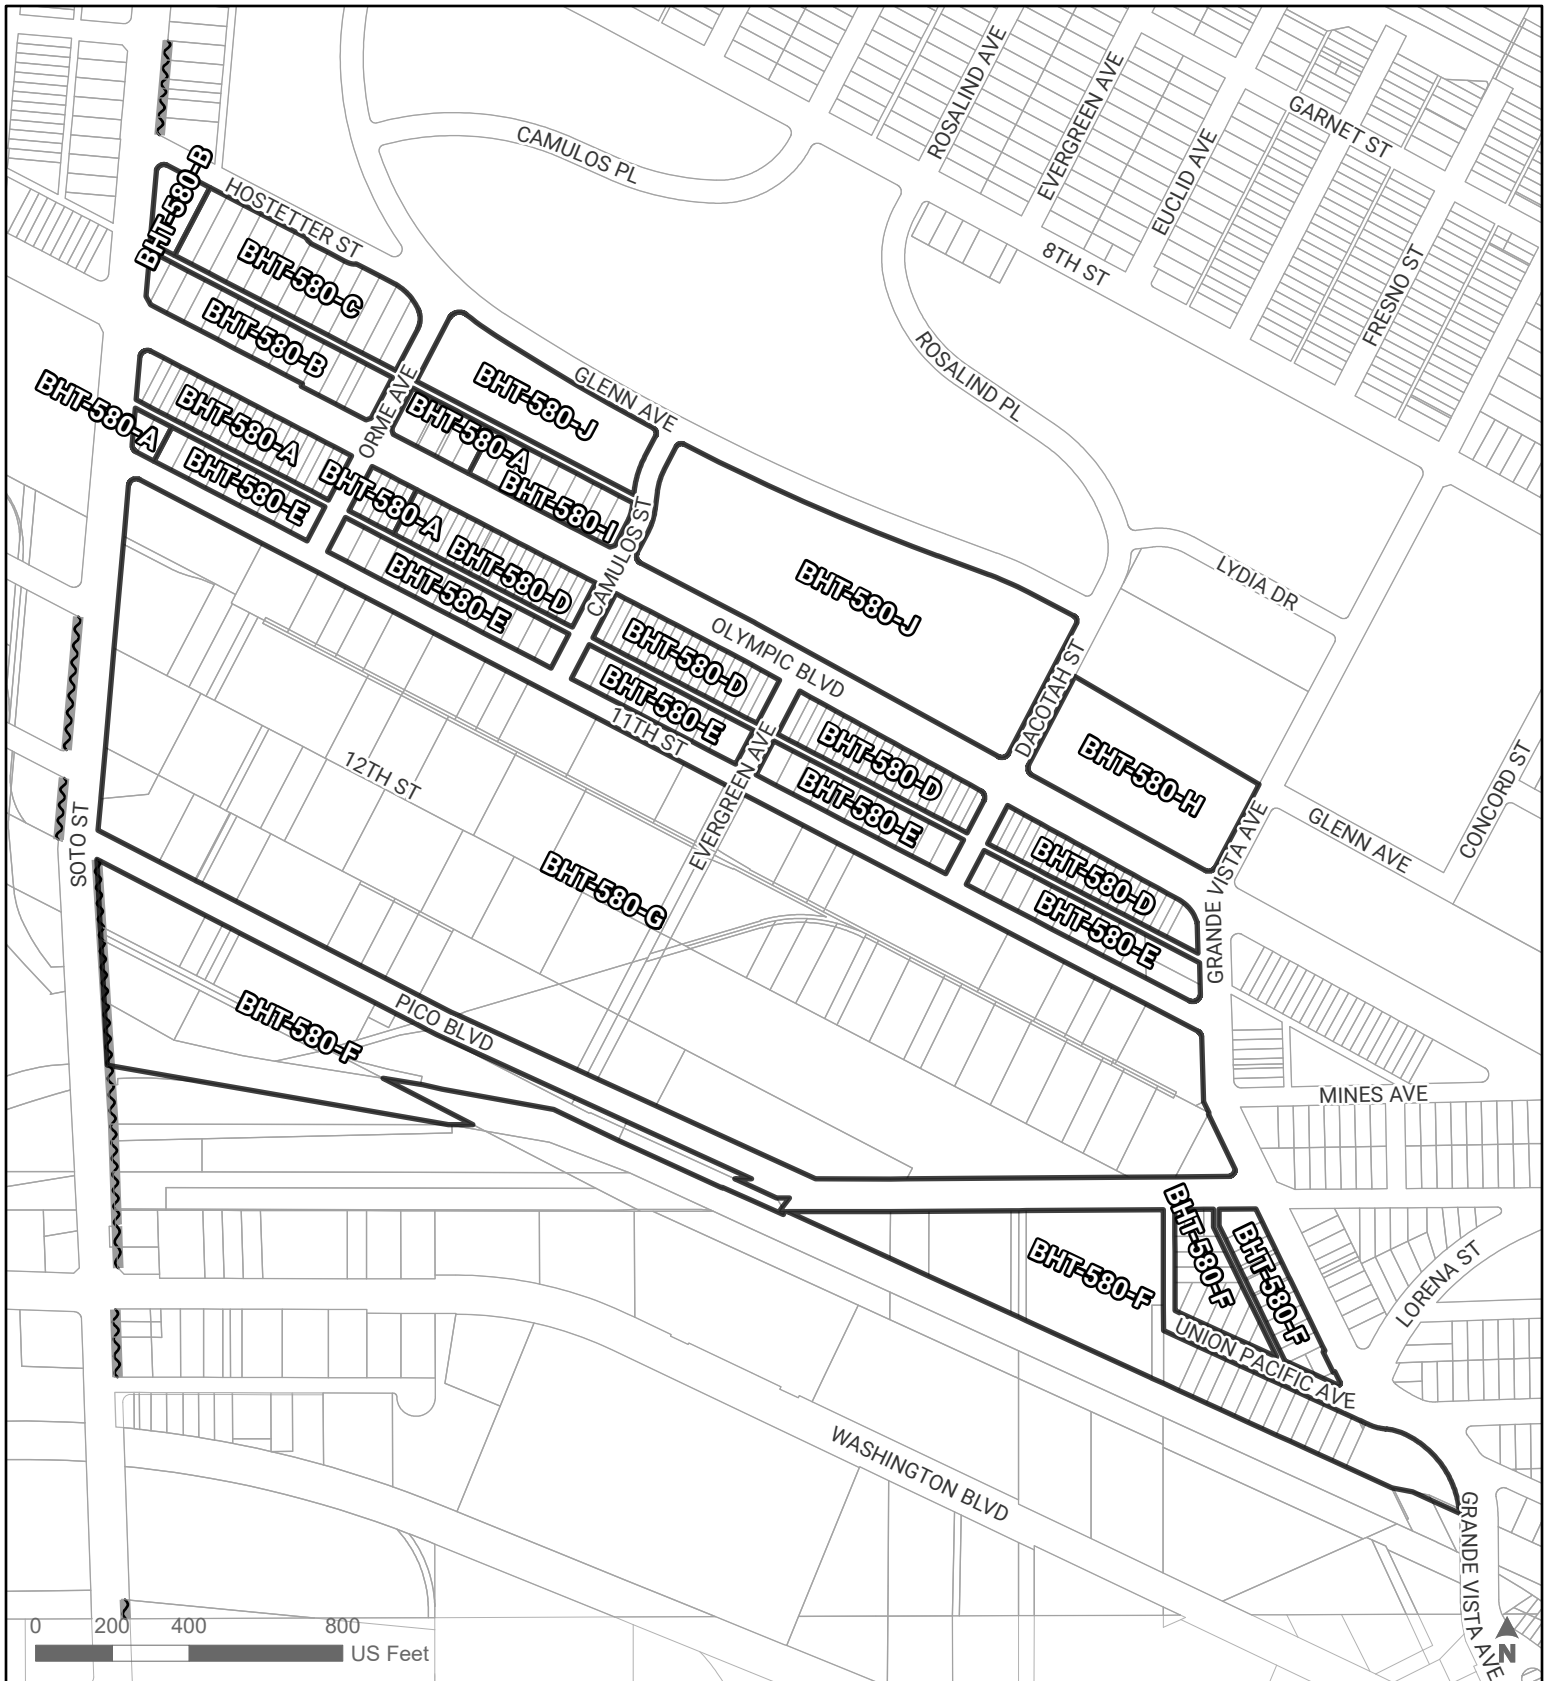 ROSALIND AVE
EVERGREEN AVE
GARNET ST
CAMULOS PL
EUCLID AVE
BHT-580-B
HOSTETTER ST
8TH ST
BHT-580-C
FRESNO ST
BHT-580-B
ROSALIND PL
GLENN AVE
BHT-580-J
ORME AVE
BHT-580-A
BHT-580-A
BHT-580-A
BHT-580-E
BHT-580-A
BHT-580-I
CAMULOS ST
BHT-580-D
BHT-580-E
BHT-580-J
LYDIA DR
OLYMPIC BLVD
BHT-580-D
BHT-580-E
DACOTAH ST
11TH ST
BHT-580-D
BHT-580-H
12TH ST
EVERGREEN AVE
BHT-580-E
CONCORD ST
SOTO ST
GLENN AVE
GRANDE VISTA AVE
BHT-580-D
BHT-580-G
BHT-580-E
PICO BLVD
BHT-580-F
MINES AVE
BHT-580-F
BHT-580-F
BHT-580-F
LORENA ST
UNION PACIFIC AVE
WASHINGTON BLVD
GRANDE VISTA AVE
0 200 400 800
US Feet
N